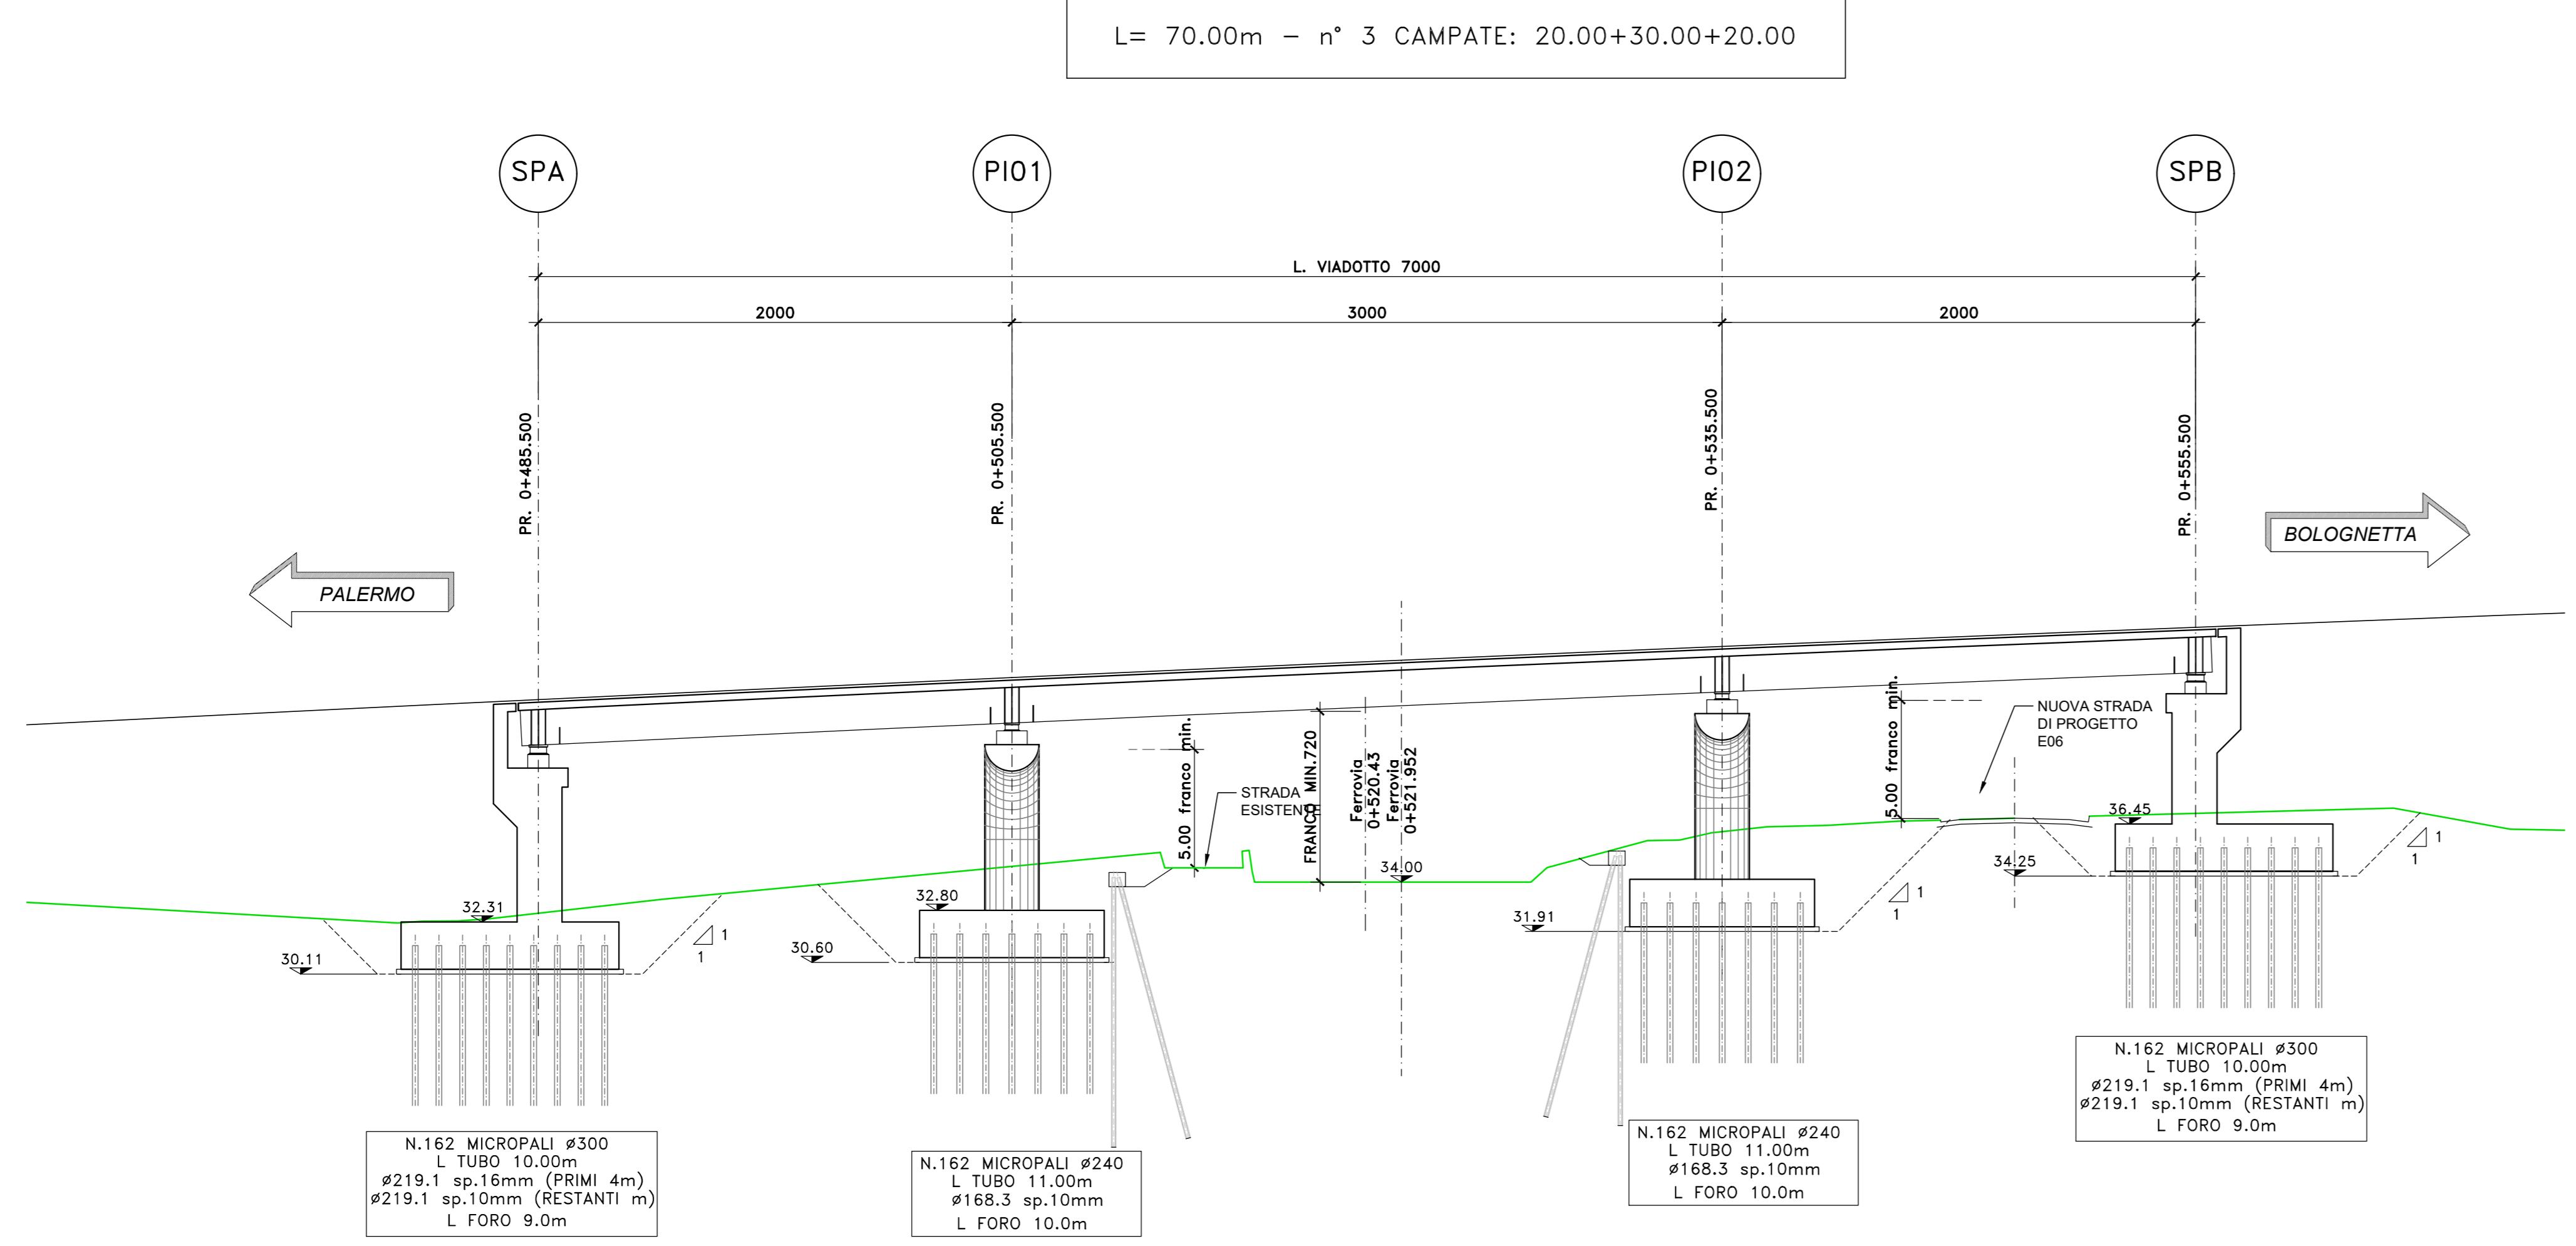 L= 70.00m - n° 3 CAMPATE: 20.00+30.00+20.00
SPA
PI01
PI02
SPB
L. VIADOTTO 7000
2000
3000
2000
PR. 0+485.500
PR. 0+505.500
PR. 0+535.500
PR. 0+555.500
PALERMO
BOLOGNETTA
5.00 franco min.
STRADA
ESISTENTE
FRANCO MIN.720
Ferrovia
0+520.43
Ferrovia
0+521.952
5.00 franco min.
NUOVA STRADA
DI PROGETTO
E06
32.31
30.11
1
1
32.80
30.60
34.00
31.91
1
1
34.25
36.45
1
1
N.162 MICROPALI ø300
L TUBO 10.00m
ø219.1 sp.16mm (PRIMI 4m)
ø219.1 sp.10mm (RESTANTI m)
L FORO 9.0m
N.162 MICROPALI ø240
L TUBO 11.00m
ø168.3 sp.10mm
L FORO 10.0m
N.162 MICROPALI ø240
L TUBO 11.00m
ø168.3 sp.10mm
L FORO 10.0m
N.162 MICROPALI ø300
L TUBO 10.00m
ø219.1 sp.16mm (PRIMI 4m)
ø219.1 sp.10mm (RESTANTI m)
L FORO 9.0m